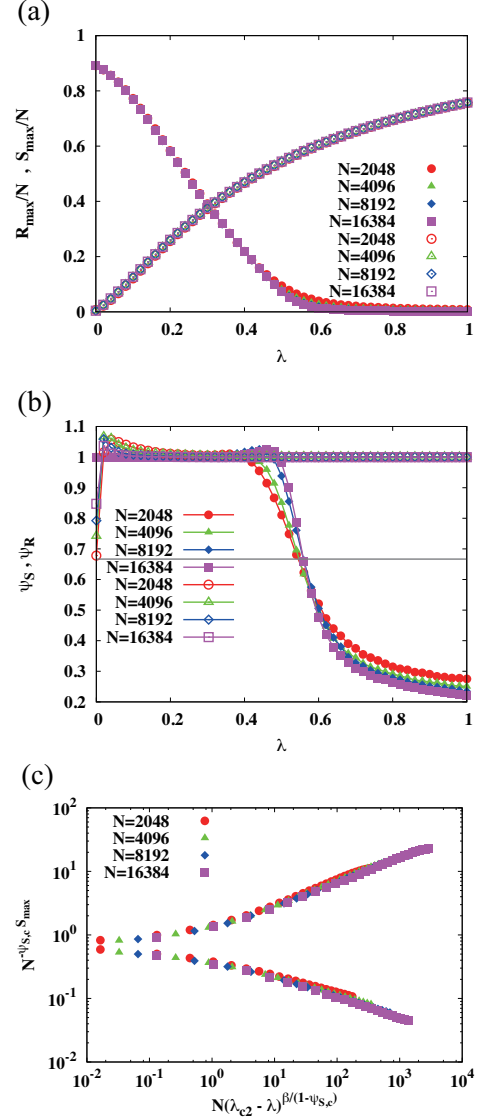 (a)
1
0.8
0.6
0.4
0.2
0
R_max/N , S_max/N
N=2048
N=4096
N=8192
N=16384
N=2048
N=4096
N=8192
N=16384
0 0.2 0.4 0.6 0.8 1
λ
(b)
1.1
1
0.9
0.8
0.7
0.6
0.5
0.4
0.3
0.2
ψ_S , ψ_R
N=2048
N=4096
N=8192
N=16384
N=2048
N=4096
N=8192
N=16384
0 0.2 0.4 0.6 0.8 1
λ
(c)
10^2
10^1
10^0
10^-1
10^-2
N^-ψ_S,c S_max
N=2048
N=4096
N=8192
N=16384
10^-2 10^-1 10^0 10^1 10^2 10^3 10^4
N(λ_c2 - λ)^β/(1-ψ_S,c)